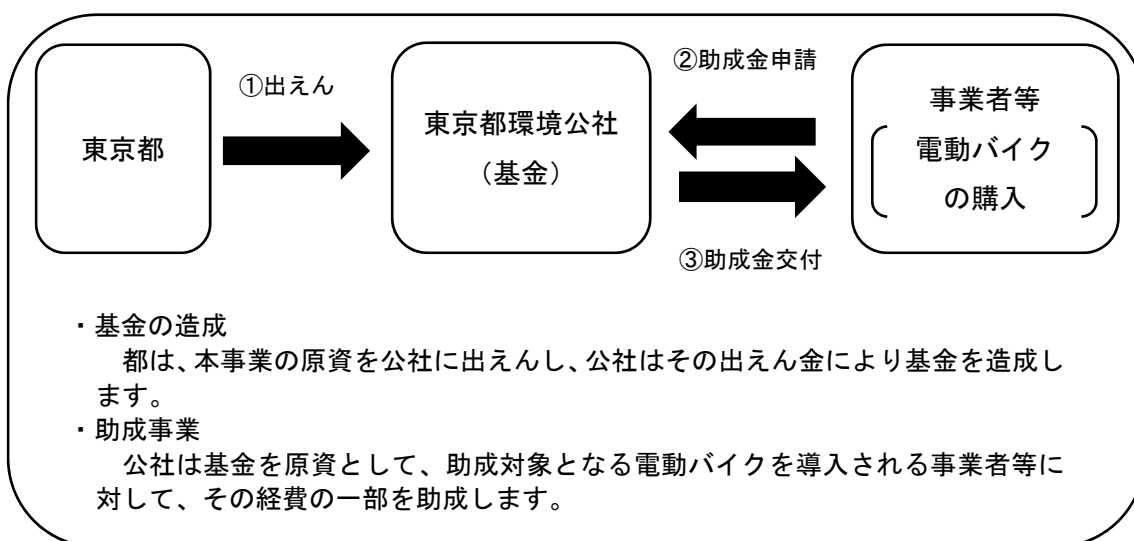 東京都
①出えん
東京都環境公社
（基金）
②助成金申請
③助成金交付
事業者等
電動バイク
の購入
・基金の造成
都は、本事業の原資を公社に出えんし、公社はその出えん金により基金を造成し
ます。
・助成事業
公社は基金を原資として、助成対象となる電動バイクを導入される事業者等に
対して、その経費の一部を助成します。